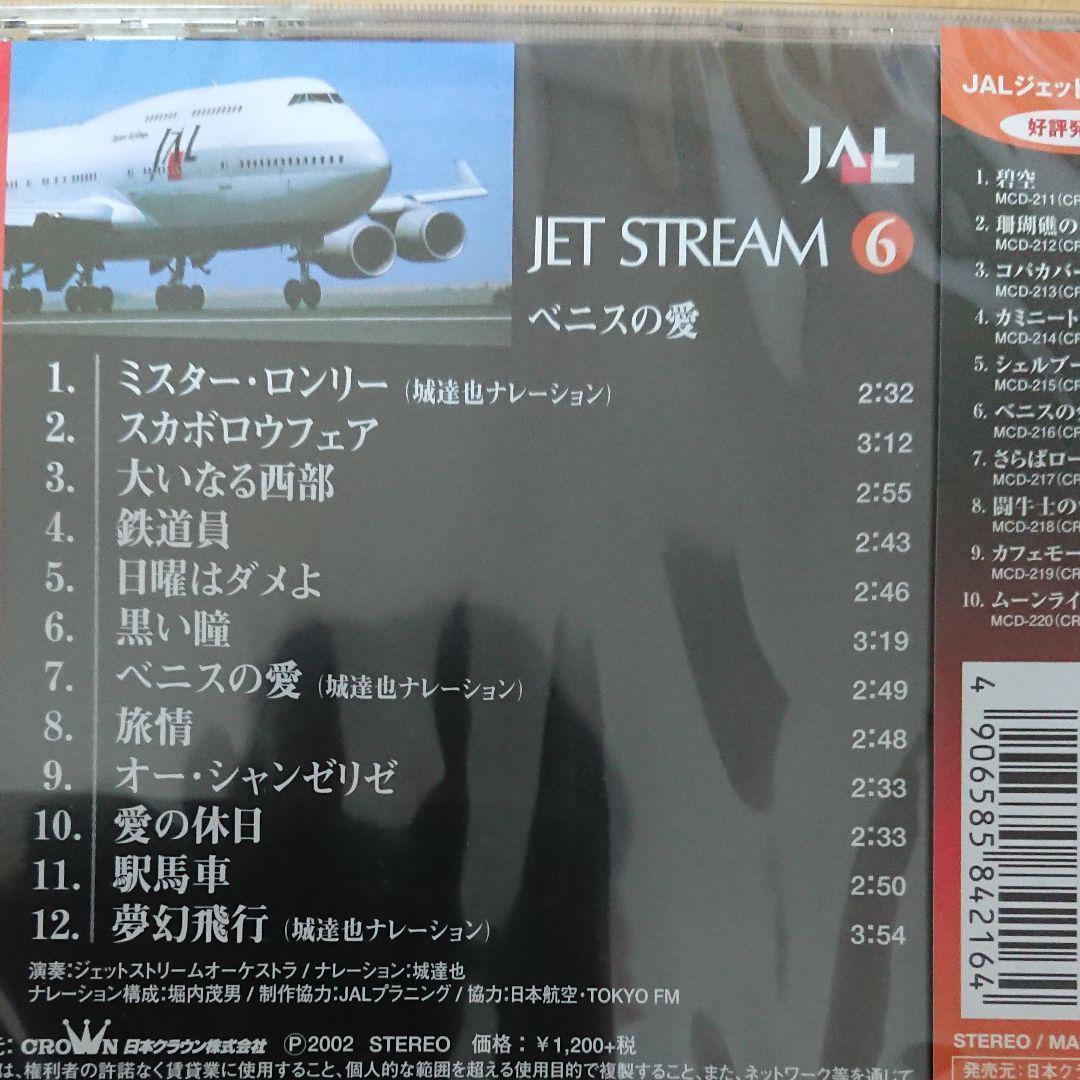 Japan Airlines
JAL
JAL
JET STREAM 6
ベニスの愛
1. ミスター・ロンリー (城達也ナレーション) 2:32
2. スカボロウフェア 3:12
3. 大いなる西部 2:55
4. 鉄道員 2:43
5. 日曜はダメよ 2:46
6. 黒い瞳 3:19
7. ベニスの愛 (城達也ナレーション) 2:49
8. 旅情 2:48
9. オー・シャンゼリゼ 2:33
10. 愛の休日 2:33
11. 駅馬車 2:50
12. 夢幻飛行 (城達也ナレーション) 3:54
演奏:ジェットストリームオーケストラ / ナレーション:城達也
ナレーション構成:堀内茂男 / 制作協力:JALプラニング / 協力:日本航空・TOKYO FM
元: CROWN 日本クラウン株式会社 Ⓟ2002 STEREO 価格:¥1,200+税
は、権利者の許諾なく賃貸業に使用すること、個人的な範囲を超える使用目的で複製すること、また、ネットワーク等を通じて
JALジェット
好評発
1. 碧空
MCD-211(CR
2. 珊瑚礁の
MCD-212(CR
3. コパカバー
MCD-213(CR
4. カミニート
MCD-214(CR
5. シェルブー
MCD-215(CR
6. ベニスの愛
MCD-216(CR
7. さらばロー
MCD-217(CR
8. 闘牛士の
MCD-218(CR
9. カフェモー
MCD-219(CR
10. ムーンライ
MCD-220(CR
4 906585 842164
STEREO / MA
発売元:日本ク